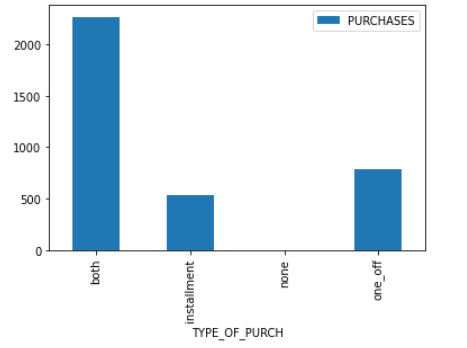 PURCHASES
2000
1500
1000
500
0
both
installment
none
one_off
TYPE_OF_PURCH